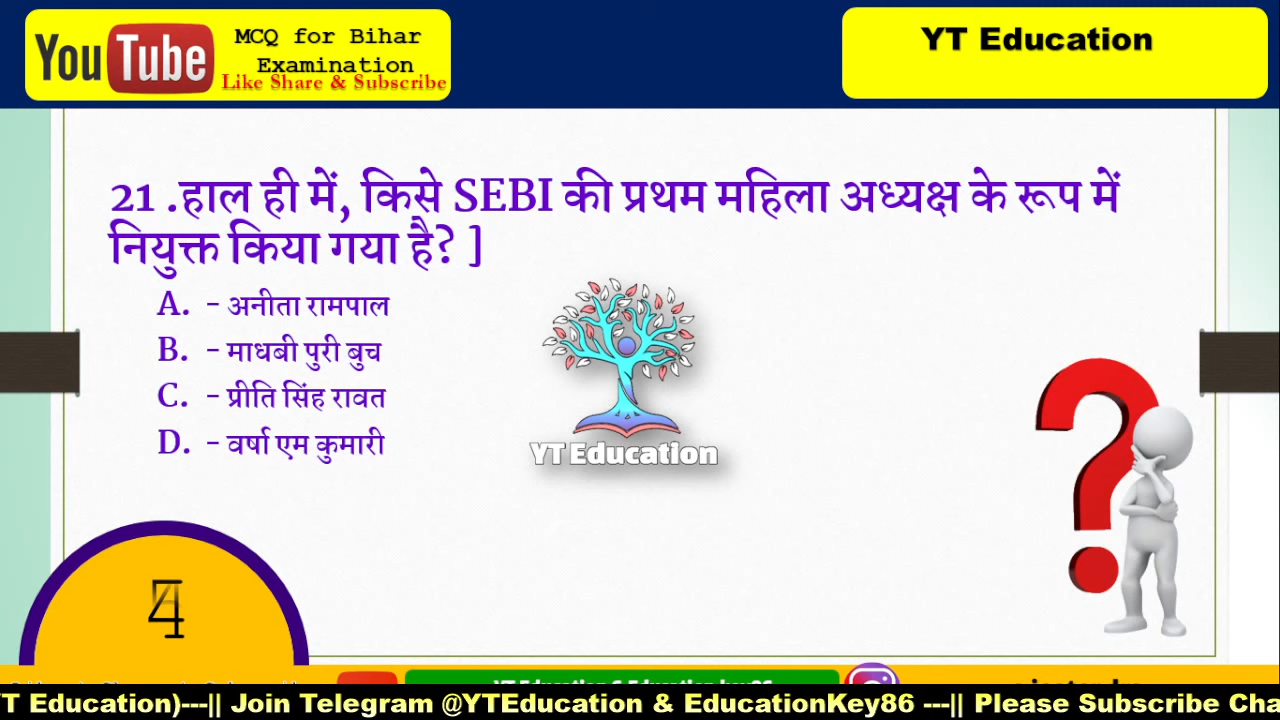 YouTube
MCQ for Bihar
Examination
Like Share & Subscribe
YT Education
21 .हाल ही में, किसे SEBI की प्रथम महिला अध्यक्ष के रूप में
नियुक्त किया गया है? ]
A. - अनीता रामपाल
B. - माधबी पुरी बुच
C. - प्रीति सिंह रावत
D. - वर्षा एम कुमारी
YT Education
T Education)---|| Join Telegram @YTEducation & EducationKey86 ---|| Please Subscribe Cha